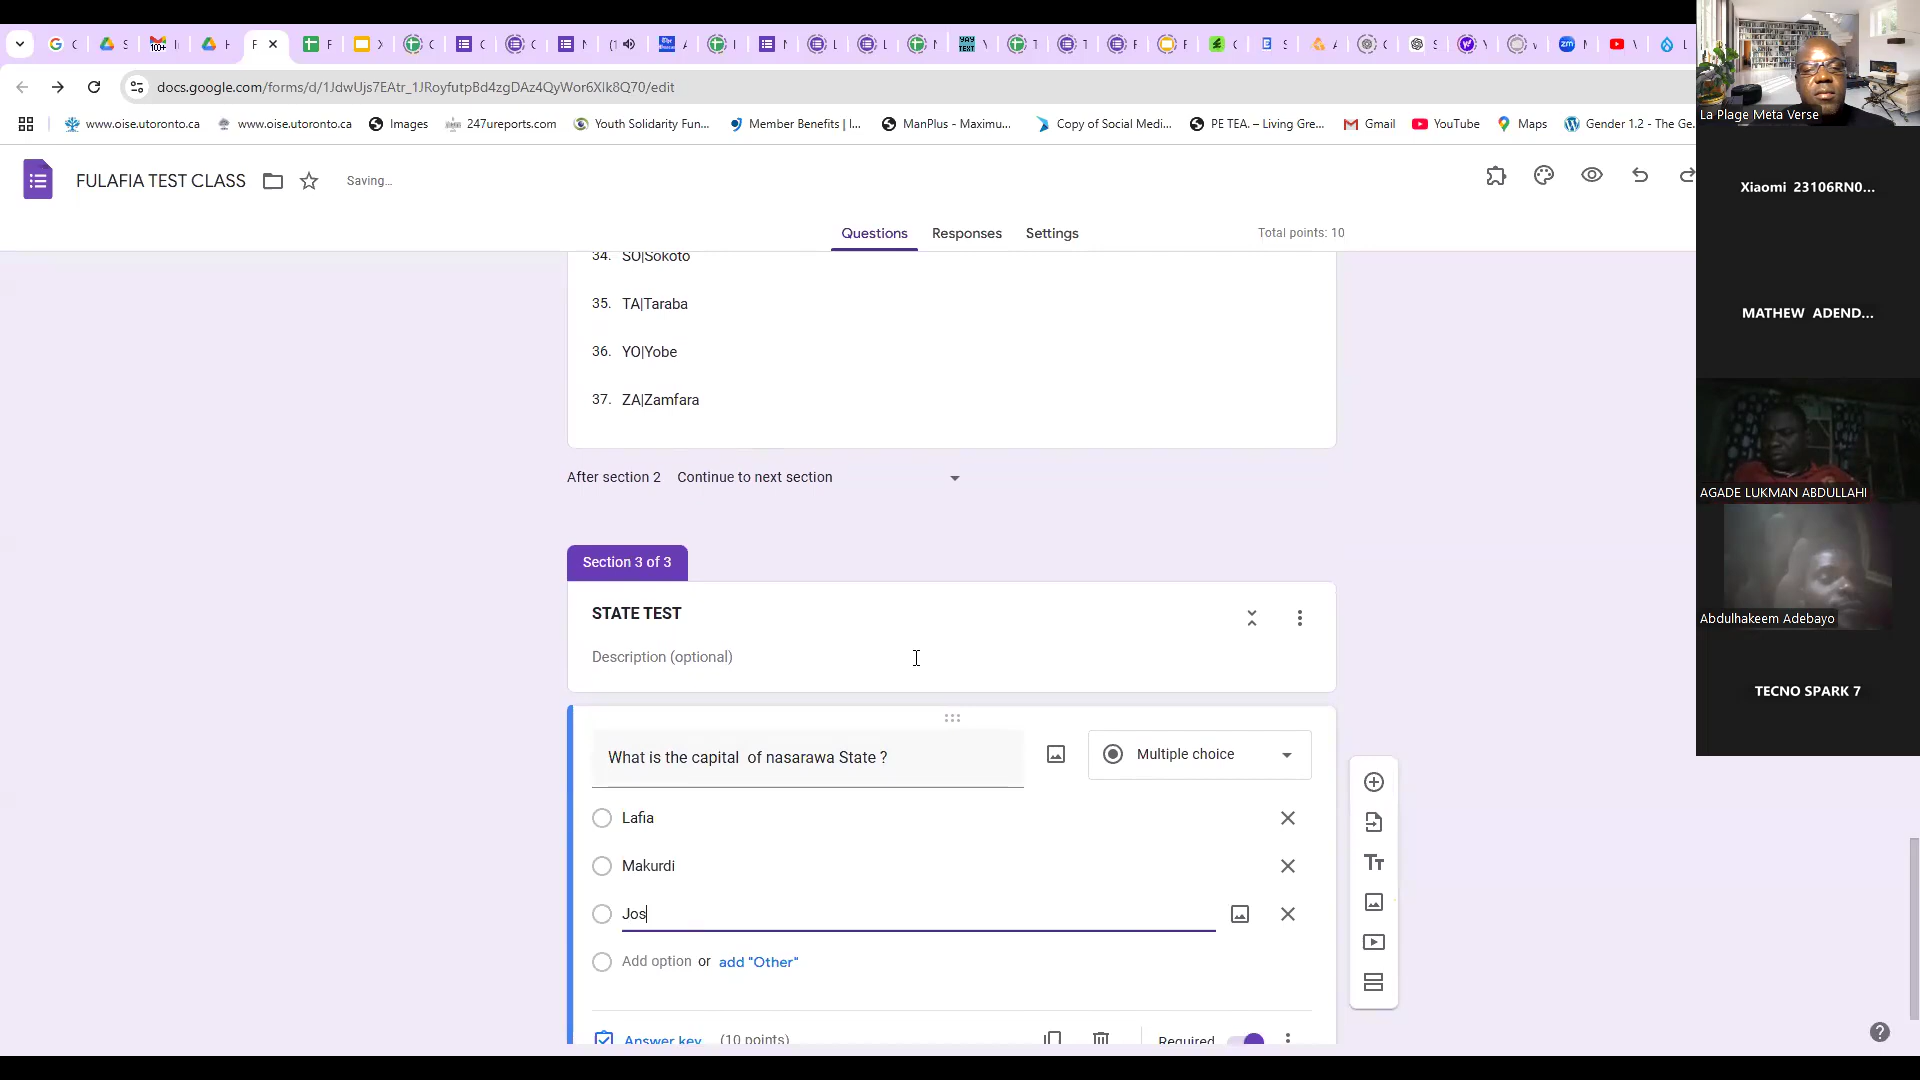 docs.google.com/forms/d/1JdwUjs7EAtr_1JRoyfutpBd4zgDAz4QyWor6Xlk8Q70/edit
www.oise.utoronto.ca
www.oise.utoronto.ca
Images
247ureports.com
Youth Solidarity Fun...
Member Benefits | I...
ManPlus - Maximu...
Copy of Social Medi...
PE TEA. – Living Gre...
Gmail
YouTube
Maps
Gender 1.2 - The Ge.
La Plage Meta Verse
FULAFIA TEST CLASS
Saving...
Xiaomi 23106RN0...
Questions
Responses
Settings
Total points: 10
34. SO|Sokoto
35. TA|Taraba
MATHEW ADEND...
36. YO|Yobe
37. ZA|Zamfara
After section 2 Continue to next section
AGADE LUKMAN ABDULLAHI
Section 3 of 3
STATE TEST
Abdulhakeem Adebayo
Description (optional)
TECNO SPARK 7
What is the capital  of nasarawa State ?
Multiple choice
Lafia
Makurdi
Jos
Add option or add "Other"
Answer key (10 points)
Required